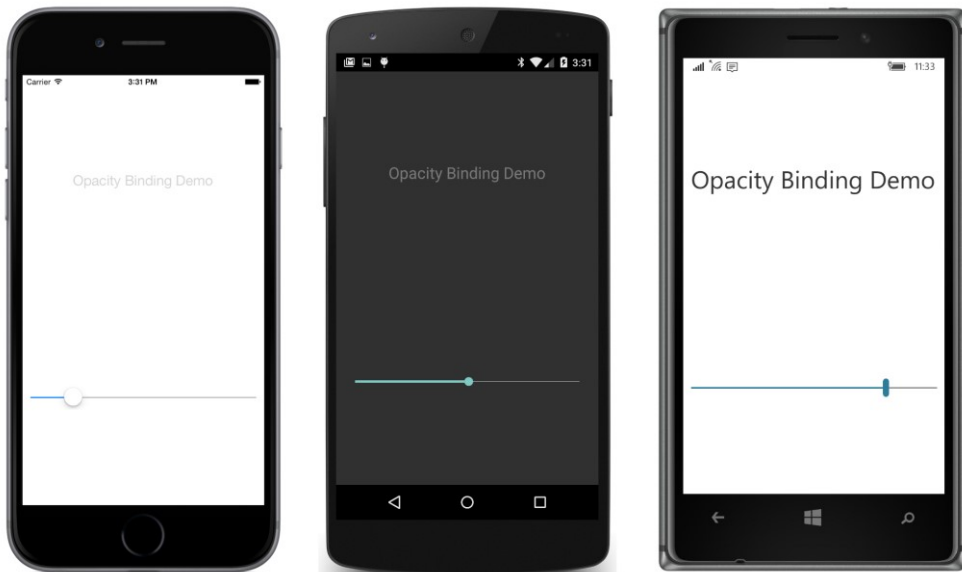 Carrier 3:31 PM
Opacity Binding Demo
3:31
Opacity Binding Demo
11:33
Opacity Binding Demo